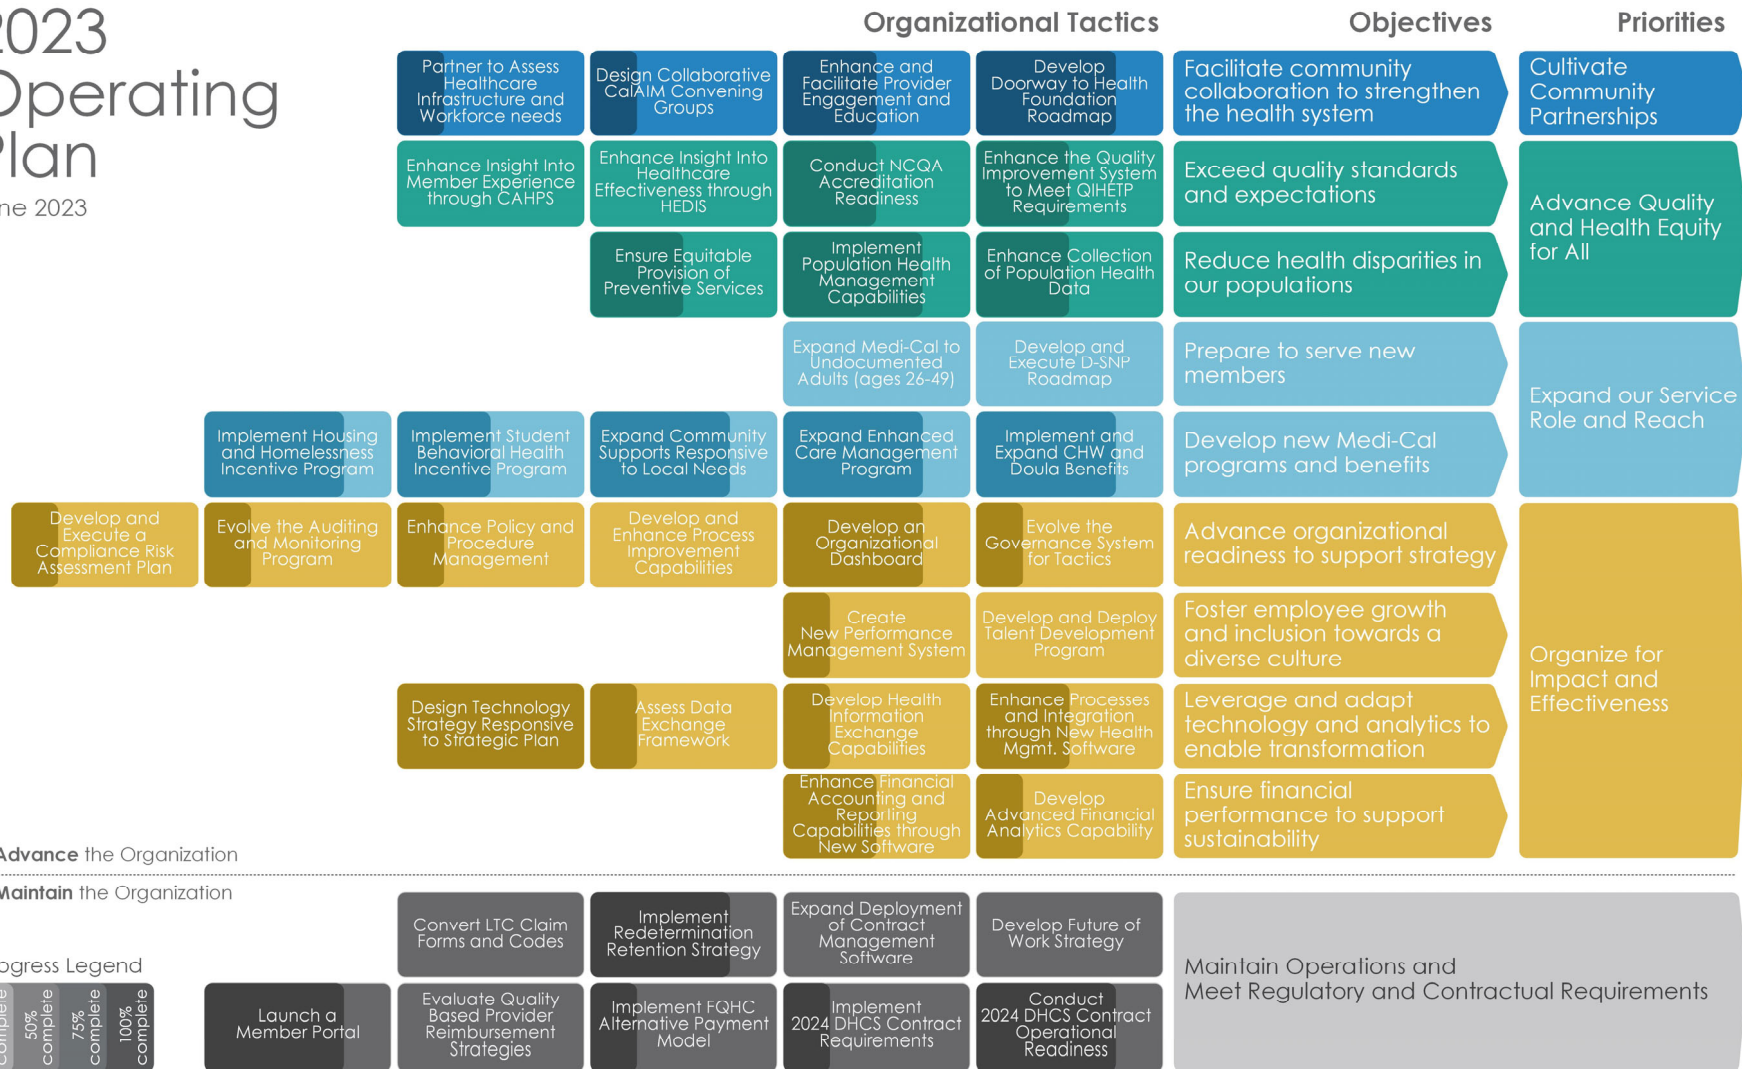 2023
Operating
Plan
June 2023
Organizational Tactics
Objectives
Priorities
Partner to Assess
Healthcare
Infrastructure and
Workforce needs
Design Collaborative
CalAIM Convening
Groups
Enhance and
Facilitate Provider
Engagement and
Education
Develop
Doorway to Health
Foundation
Roadmap
Facilitate community
collaboration to strengthen
the health system
Cultivate
Community
Partnerships
Enhance Insight Into
Member Experience
through CAHPS
Enhance Insight Into
Healthcare
Effectiveness through
HEDIS
Conduct NCQA
Accreditation
Readiness
Enhance the Quality
Improvement System
to Meet QIHETP
Requirements
Exceed quality standards
and expectations
Advance Quality
and Health Equity
for All
Ensure Equitable
Provision of
Preventive Services
Implement
Population Health
Management
Capabilities
Enhance Collection
of Population Health
Data
Reduce health disparities in
our populations
Expand Medi-Cal to
Undocumented
Adults (ages 26-49)
Develop and
Execute D-SNP
Roadmap
Prepare to serve new
members
Expand our Service
Role and Reach
Implement Housing
and Homelessness
Incentive Program
Implement Student
Behavioral Health
Incentive Program
Expand Community
Supports Responsive
to Local Needs
Expand Enhanced
Care Management
Program
Implement and
Expand CHW and
Doula Benefits
Develop new Medi-Cal
programs and benefits
Develop and
Execute a
Compliance Risk
Assessment Plan
Evolve the Auditing
and Monitoring
Program
Enhance Policy and
Procedure
Management
Develop and
Enhance Process
Improvement
Capabilities
Develop an
Organizational
Dashboard
Evolve the
Governance System
for Tactics
Advance organizational
readiness to support strategy
Create
New Performance
Management System
Develop and Deploy
Talent Development
Program
Foster employee growth
and inclusion towards a
diverse culture
Organize for
Impact and
Effectiveness
Design Technology
Strategy Responsive
to Strategic Plan
Assess Data
Exchange
Framework
Develop Health
Information
Exchange
Capabilities
Enhance Processes
and Integration
through New Health
Mgmt. Software
Leverage and adapt
technology and analytics to
enable transformation
Enhance Financial
Accounting and
Reporting
Capabilities through
New Software
Develop
Advanced Financial
Analytics Capability
Ensure financial
performance to support
sustainability
Advance the Organization
Maintain the Organization
Convert LTC Claim
Forms and Codes
Implement
Redetermination
Retention Strategy
Expand Deployment
of Contract
Management
Software
Develop Future of
Work Strategy
Maintain Operations and
Meet Regulatory and Contractual Requirements
Progress Legend
complete
50%
complete
75%
complete
100%
complete
Launch a
Member Portal
Evaluate Quality
Based Provider
Reimbursement
Strategies
Implement FQHC
Alternative Payment
Model
Implement
2024 DHCS Contract
Requirements
Conduct
2024 DHCS Contract
Operational
Readiness